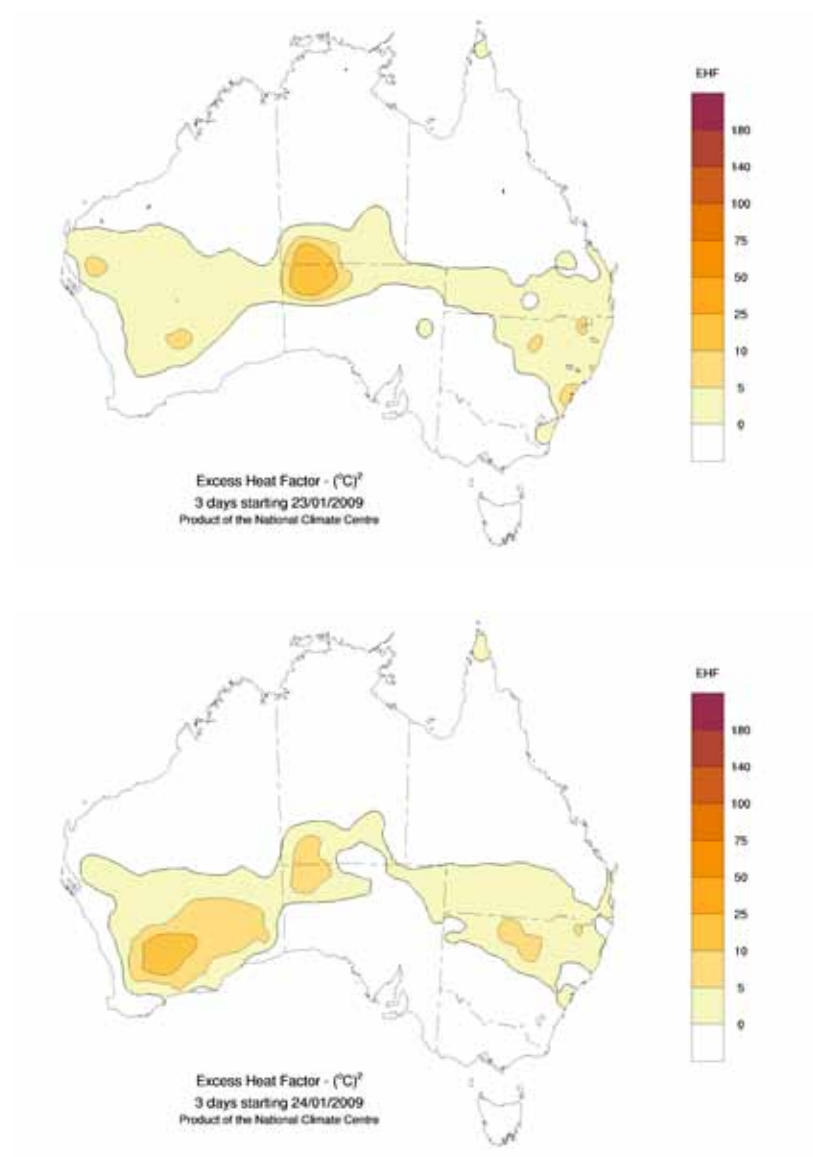 EHF
180
140
100
75
50
25
10
5
0
Excess Heat Factor - (°C)²
3 days starting 23/01/2009
Product of the National Climate Centre
EHF
180
140
100
75
50
25
10
5
0
Excess Heat Factor - (°C)²
3 days starting 24/01/2009
Product of the National Climate Centre